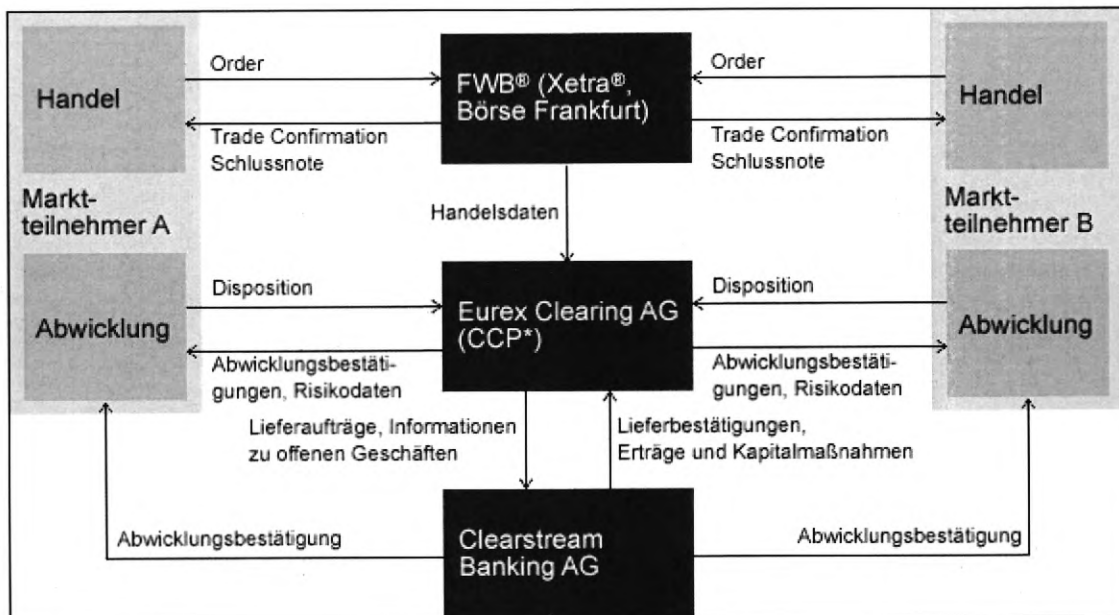 Handel
Order
FWB® (Xetra®,
Börse Frankfurt)
Order
Handel
Trade Confirmation
Schlussnote
Trade Confirmation
Schlussnote
Markt-
teilnehmer A
Markt-
teilnehmer B
Handelsdaten
Abwicklung
Disposition
Eurex Clearing AG
(CCP*)
Disposition
Abwicklung
Abwicklungsbestäti-
gungen, Risikodaten
Abwicklungsbestäti-
gungen, Risikodaten
Lieferaufträge, Informationen
zu offenen Geschäften
Lieferbestätigungen,
Erträge und Kapitalmaßnahmen
Abwicklungsbestätigung
Clearstream
Banking AG
Abwicklungsbestätigung